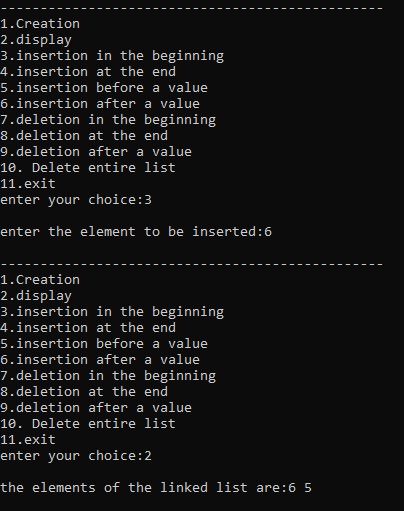 ------------------------------------------------
1.Creation
2.display
3.insertion in the beginning
4.insertion at the end
5.insertion before a value
6.insertion after a value
7.deletion in the beginning
8.deletion at the end
9.deletion after a value
10. Delete entire list
11.exit
enter your choice:3
enter the element to be inserted:6
------------------------------------------------
1.Creation
2.display
3.insertion in the beginning
4.insertion at the end
5.insertion before a value
6.insertion after a value
7.deletion in the beginning
8.deletion at the end
9.deletion after a value
10. Delete entire list
11.exit
enter your choice:2
the elements of the linked list are:6 5